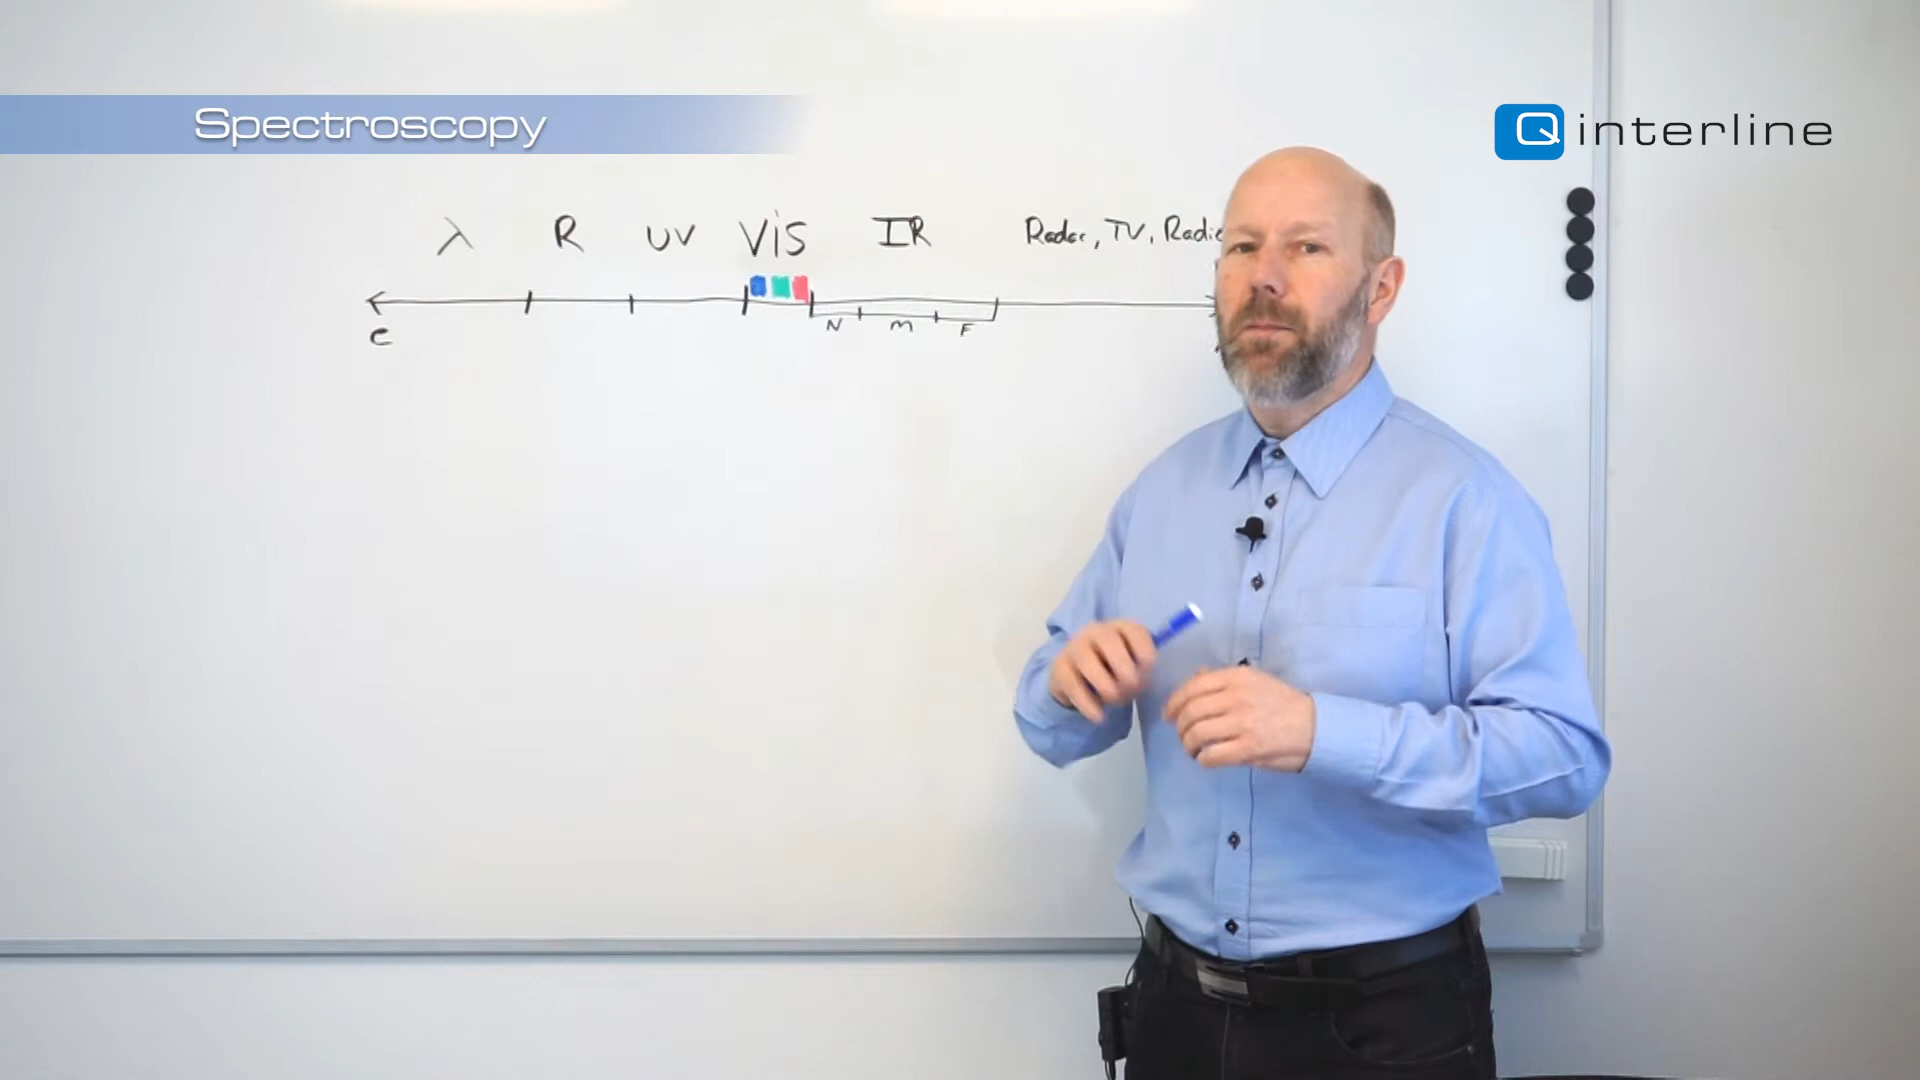 Spectroscopy
Q interline
λ R UV Vis IR Radar, TV, Radio
N M F
e